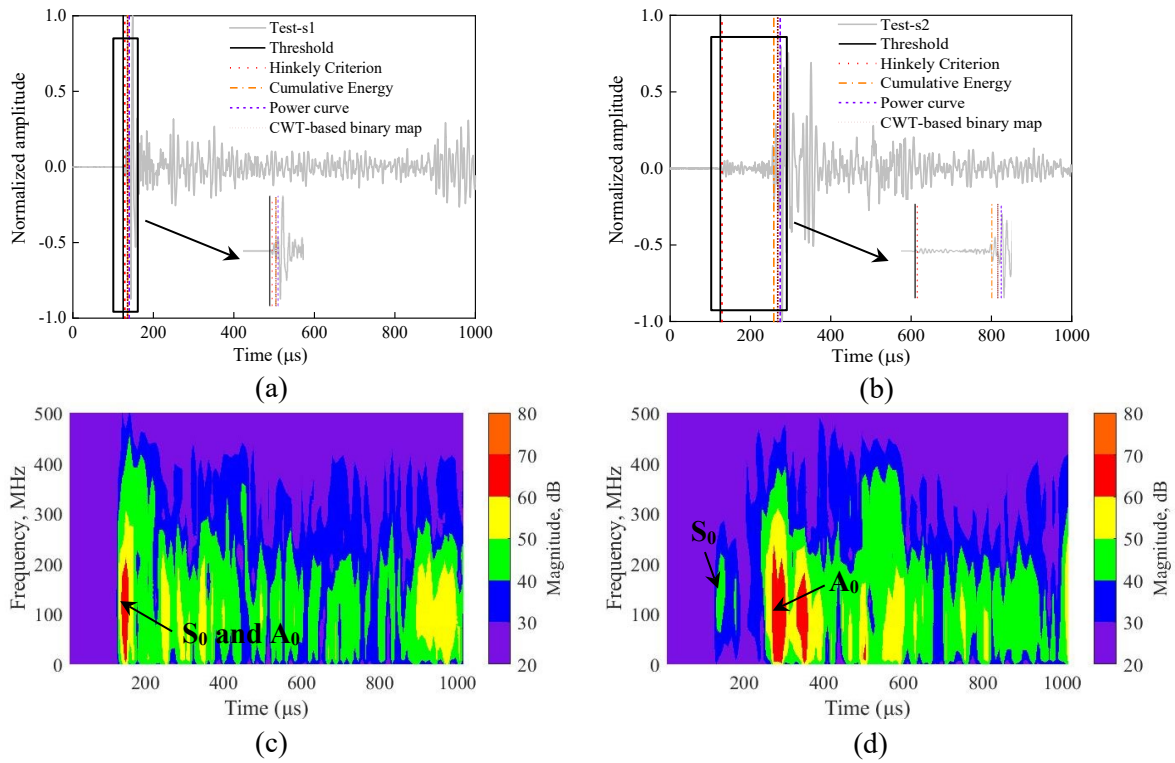 1.0
0.5
0.0
-0.5
-1.0
Normalized amplitude
Test-s1
Threshold
Hinkely Criterion
Cumulative Energy
Power curve
CWT-based binary map
0 200 400 600 800 1000
Time (μs)
(a)
1.0
0.5
0.0
-0.5
-1.0
Normalized amplitude
Test-s2
Threshold
Hinkely Criterion
Cumulative Energy
Power curve
CWT-based binary map
0 200 400 600 800 1000
Time (μs)
(b)
500
400
300
200
100
0
Frequency, MHz
S₀ and A₀
200 400 600 800 1000
Time (μs)
80
70
60
50
40
30
20
Magnitude, dB
(c)
500
400
300
200
100
0
Frequency, MHz
S₀
A₀
200 400 600 800 1000
Time (μs)
80
70
60
50
40
30
20
Magnitude, dB
(d)